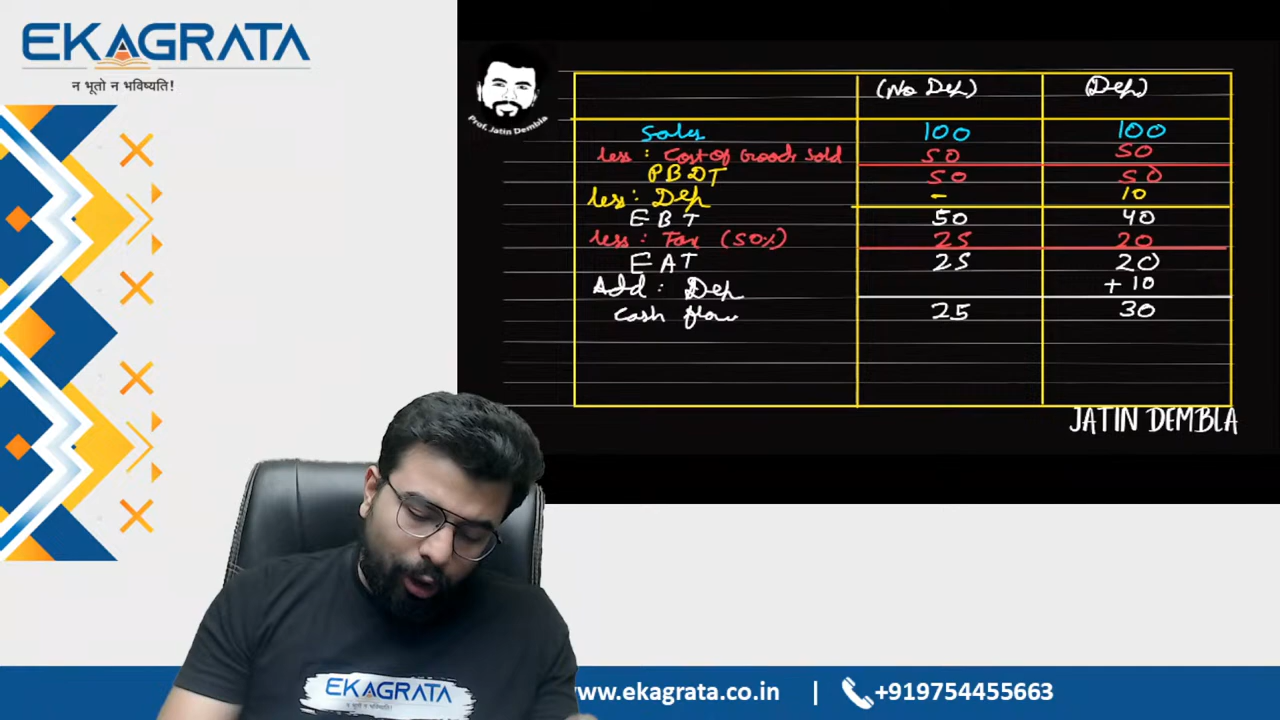 EKAGRATA
न भूतो न भविष्यति!
Prof. Jatin Dembla
(No Dep) (Dep)
Sales 100 100
less : Cost of Goods Sold 50 50
PBDT 50 50
less : Dep - 10
EBT 50 40
less : Tax (50%) 25 20
EAT 25 20
Add : Dep + 10
Cash flow 25 30
JATIN DEMBLA
EKAGRATA
न भूतो न भविष्यति!
www.ekagrata.co.in | +919754455663